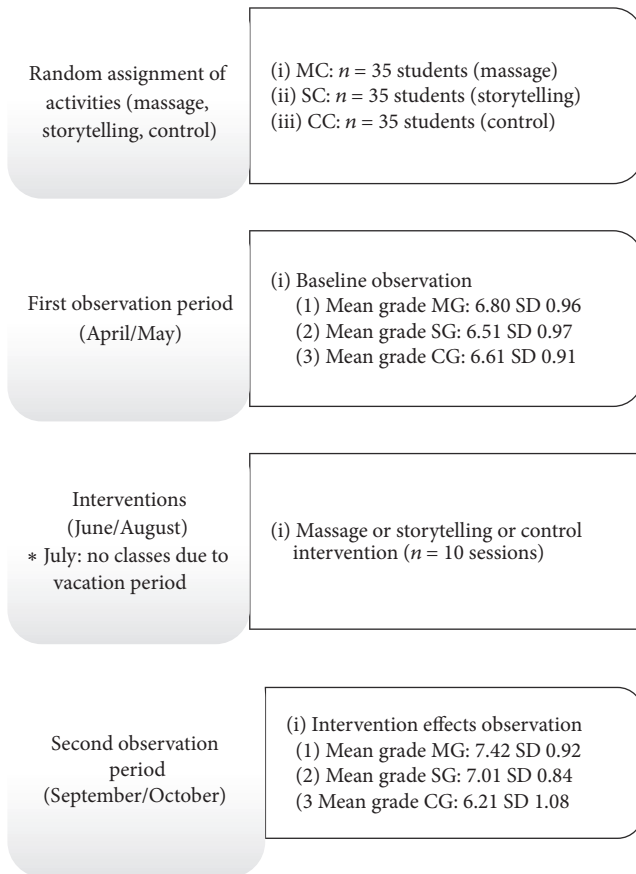 Random assignment of
activities (massage,
storytelling, control)
(i) MC: n = 35 students (massage)
(ii) SC: n = 35 students (storytelling)
(iii) CC: n = 35 students (control)
First observation period
(April/May)
(i) Baseline observation
(1) Mean grade MG: 6.80 SD 0.96
(2) Mean grade SG: 6.51 SD 0.97
(3) Mean grade CG: 6.61 SD 0.91
Interventions
(June/August)
∗ July: no classes due to
vacation period
(i) Massage or storytelling or control
intervention (n = 10 sessions)
Second observation
period
(September/October)
(i) Intervention effects observation
(1) Mean grade MG: 7.42 SD 0.92
(2) Mean grade SG: 7.01 SD 0.84
(3 Mean grade CG: 6.21 SD 1.08